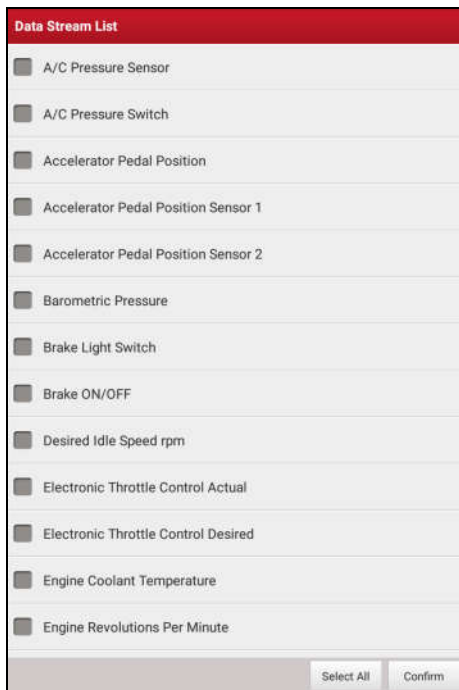 Data Stream List
A/C Pressure Sensor
A/C Pressure Switch
Accelerator Pedal Position
Accelerator Pedal Position Sensor 1
Accelerator Pedal Position Sensor 2
Barometric Pressure
Brake Light Switch
Brake ON/OFF
Desired Idle Speed rpm
Electronic Throttle Control Actual
Electronic Throttle Control Desired
Engine Coolant Temperature
Engine Revolutions Per Minute
Select All Confirm